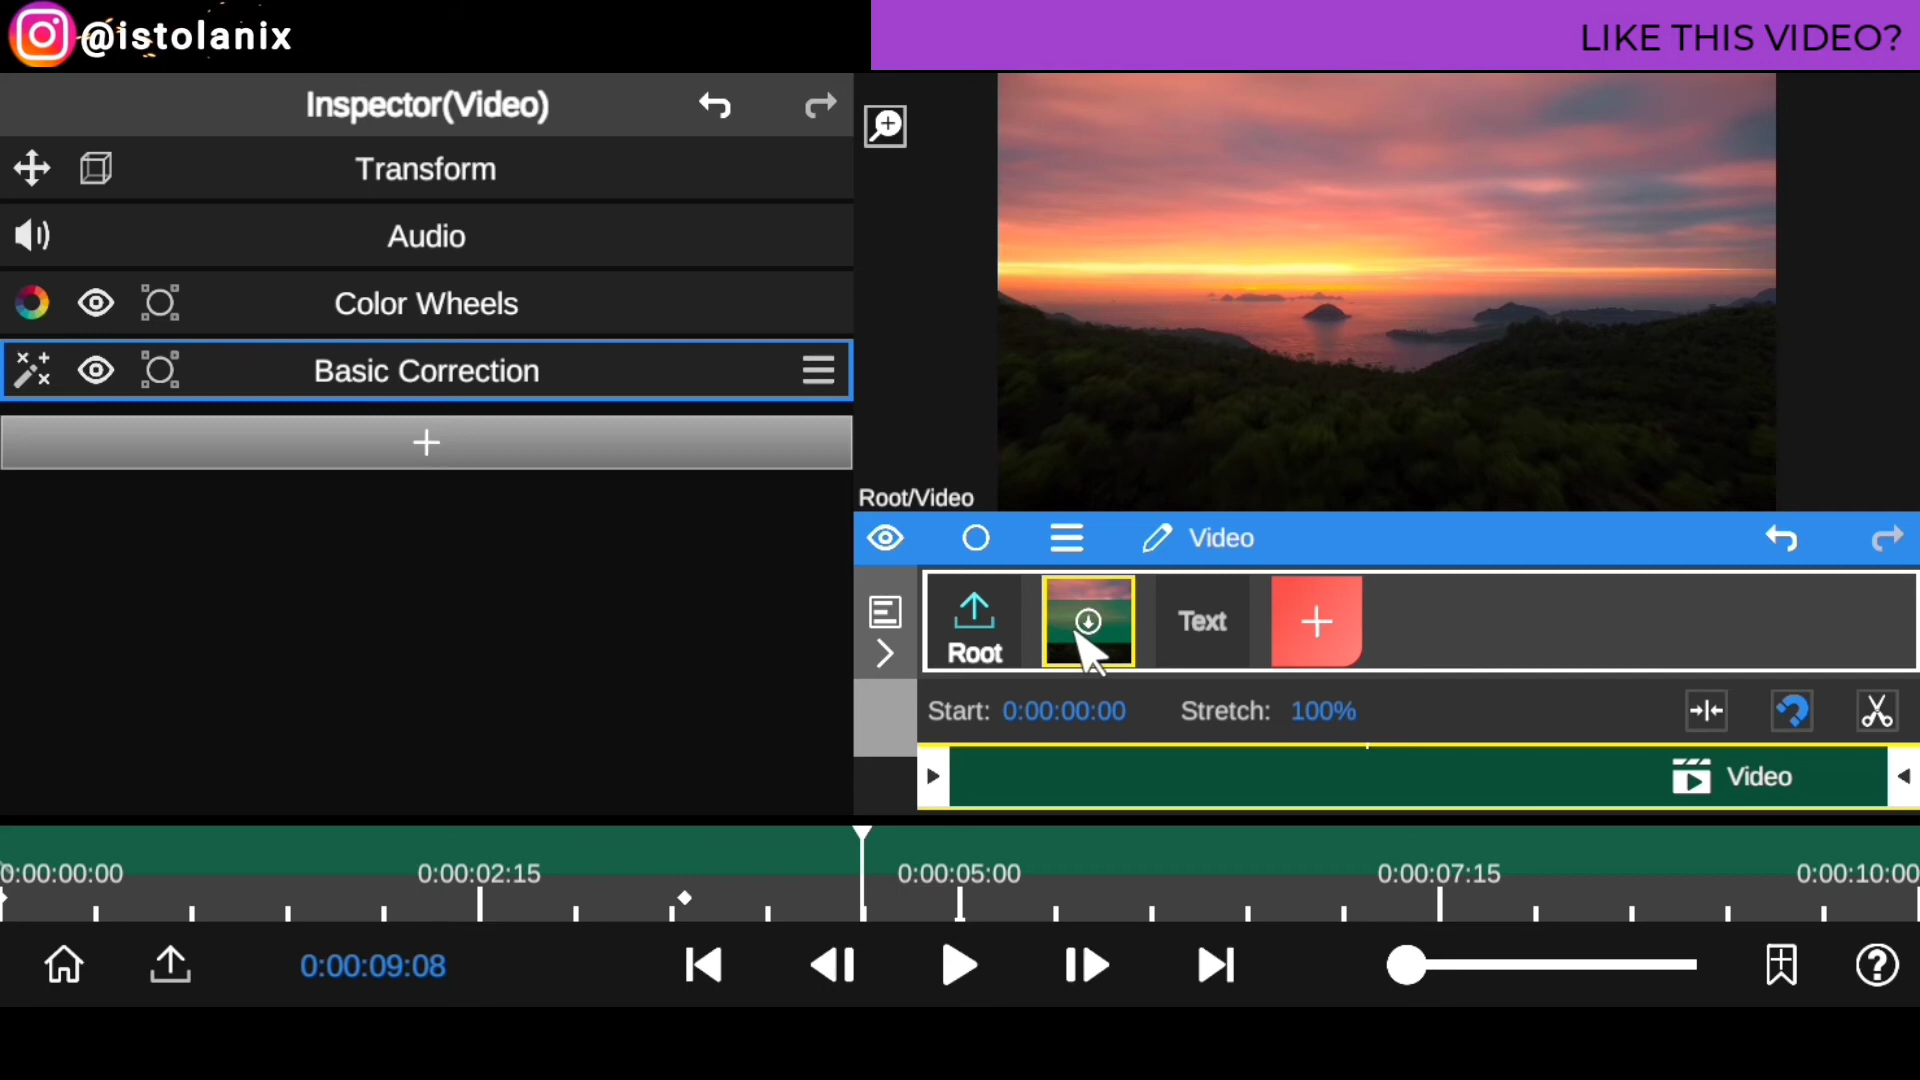 @istolanix
LIKE THIS VIDEO?
Inspector(Video)
Transform
Audio
Color Wheels
Basic Correction
Root/Video
Video
Root
Text
Start: 0:00:00:00 Stretch: 100%
Video
0:00:00:00 0:00:02:15 0:00:05:00 0:00:07:15 0:00:10:00
0:00:09:08